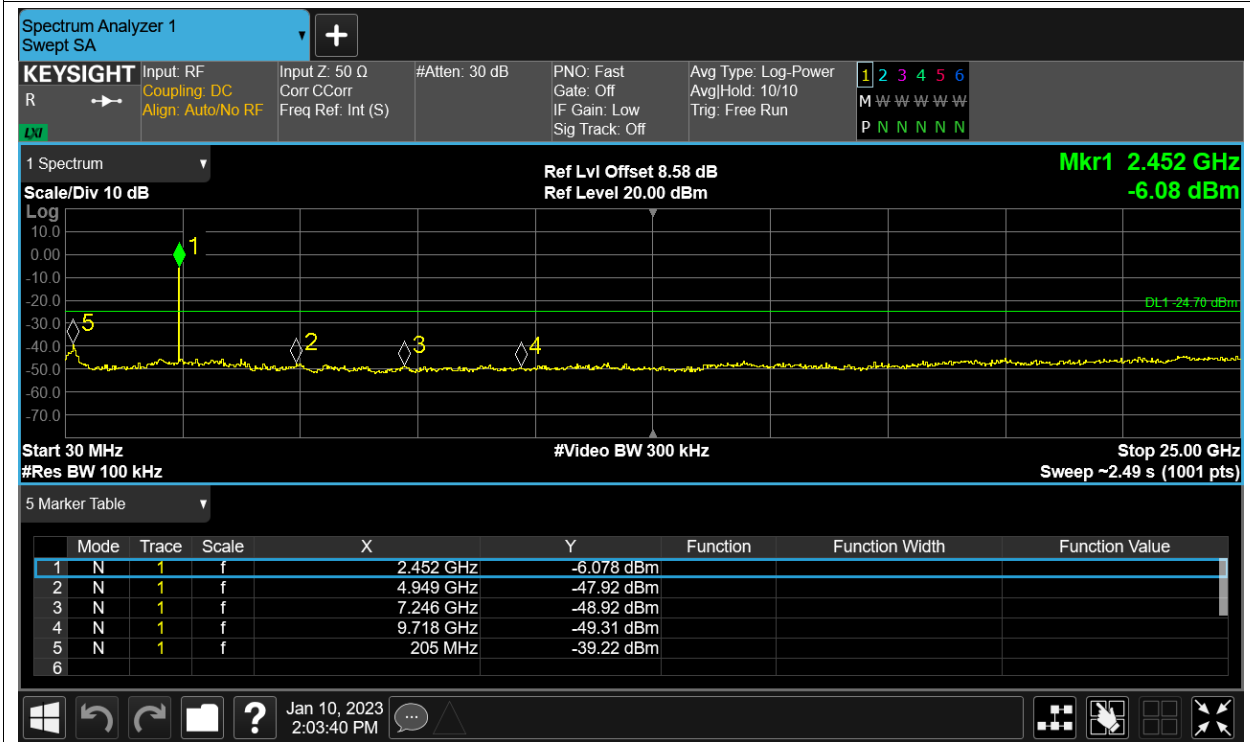 Spectrum Analyzer 1
Swept SA
+
KEYSIGHT
R
LXI
Input: RF
Coupling: DC
Align: Auto/No RF
Input Z: 50 Ω
Corr CCorr
Freq Ref: Int (S)
#Atten: 30 dB
PNO: Fast
Gate: Off
IF Gain: Low
Sig Track: Off
Avg Type: Log-Power
Avg|Hold: 10/10
Trig: Free Run
1 2 3 4 5 6
M W W W W W
P N N N N N
1 Spectrum
Scale/Div 10 dB
Ref Lvl Offset 8.58 dB
Ref Level 20.00 dBm
Mkr1 2.452 GHz
-6.08 dBm
Log
10.0
0.00
-10.0
-20.0
-30.0
-40.0
-50.0
-60.0
-70.0
1
DL1 -24.70 dBm
5
2
3
4
Start 30 MHz
#Res BW 100 kHz
#Video BW 300 kHz
Stop 25.00 GHz
Sweep ~2.49 s (1001 pts)
5 Marker Table
Mode Trace Scale X Y Function Function Width Function Value
1 N 1 f 2.452 GHz -6.078 dBm
2 N 1 f 4.949 GHz -47.92 dBm
3 N 1 f 7.246 GHz -48.92 dBm
4 N 1 f 9.718 GHz -49.31 dBm
5 N 1 f 205 MHz -39.22 dBm
6
?
Jan 10, 2023
2:03:40 PM